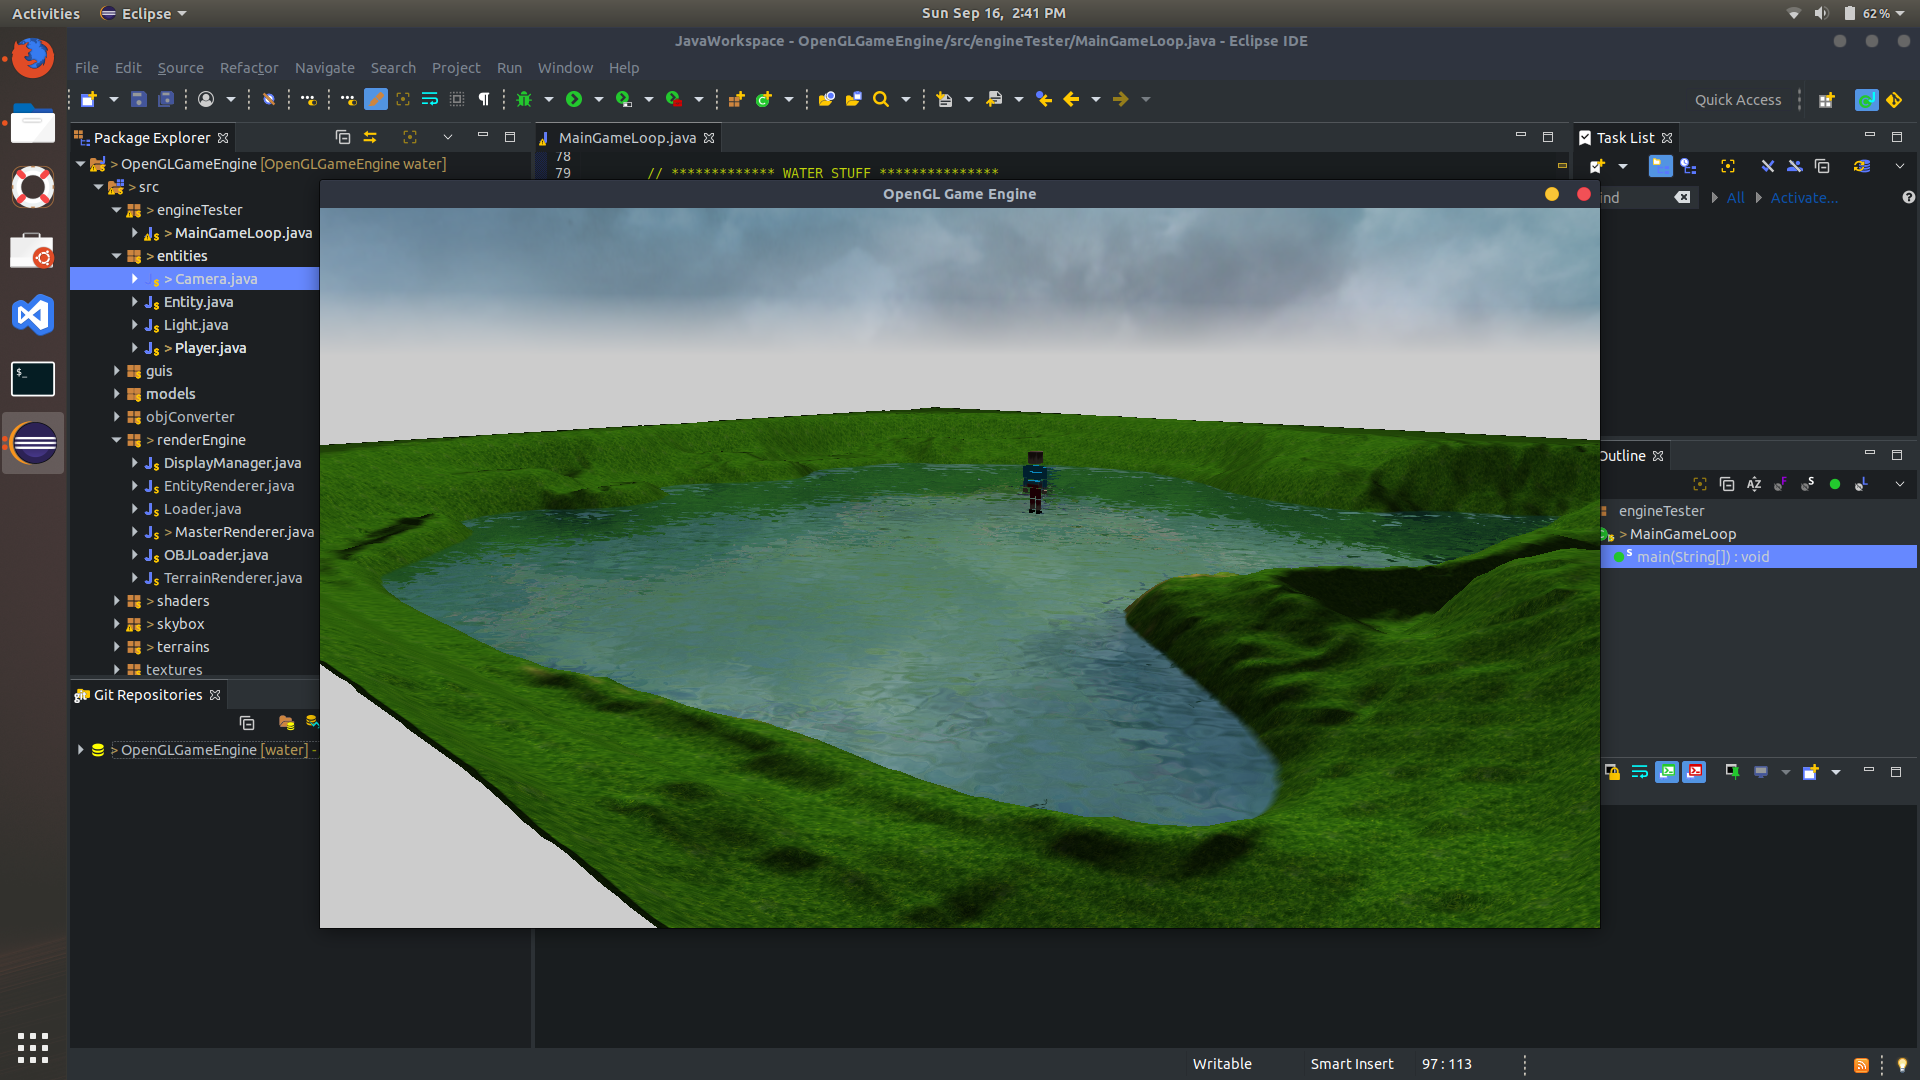 Activities
Eclipse
Sun Sep 16, 2:41 PM
62 %
JavaWorkspace - OpenGLGameEngine/src/engineTester/MainGameLoop.java - Eclipse IDE
File Edit Source Refactor Navigate Search Project Run Window Help
Quick Access
Package Explorer
MainGameLoop.java
Task List
> OpenGLGameEngine [OpenGLGameEngine water]
78
79 // ************* WATER STUFF ***************
> src
OpenGL Game Engine
ind
All
Activate...
> engineTester
> MainGameLoop.java
> entities
> Camera.java
Entity.java
Light.java
> Player.java
guis
models
objConverter
> renderEngine
DisplayManager.java
EntityRenderer.java
Loader.java
> MasterRenderer.java
OBJLoader.java
TerrainRenderer.java
> shaders
> skybox
> terrains
textures
Outline
engineTester
> MainGameLoop
main(String[]) : void
Git Repositories
> OpenGLGameEngine [water] -
Writable
Smart Insert
97 : 113